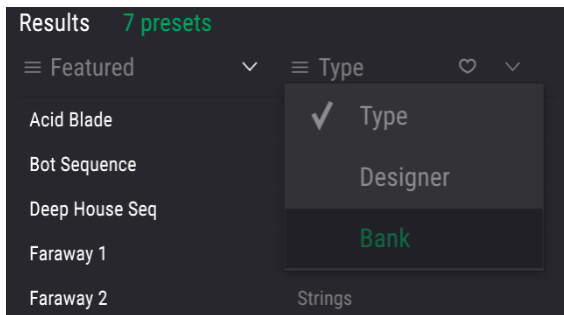 Results 7 presets
Featured Type
Acid Blade Type
Bot Sequence Designer
Deep House Seq
Faraway 1 Bank
Faraway 2 Strings